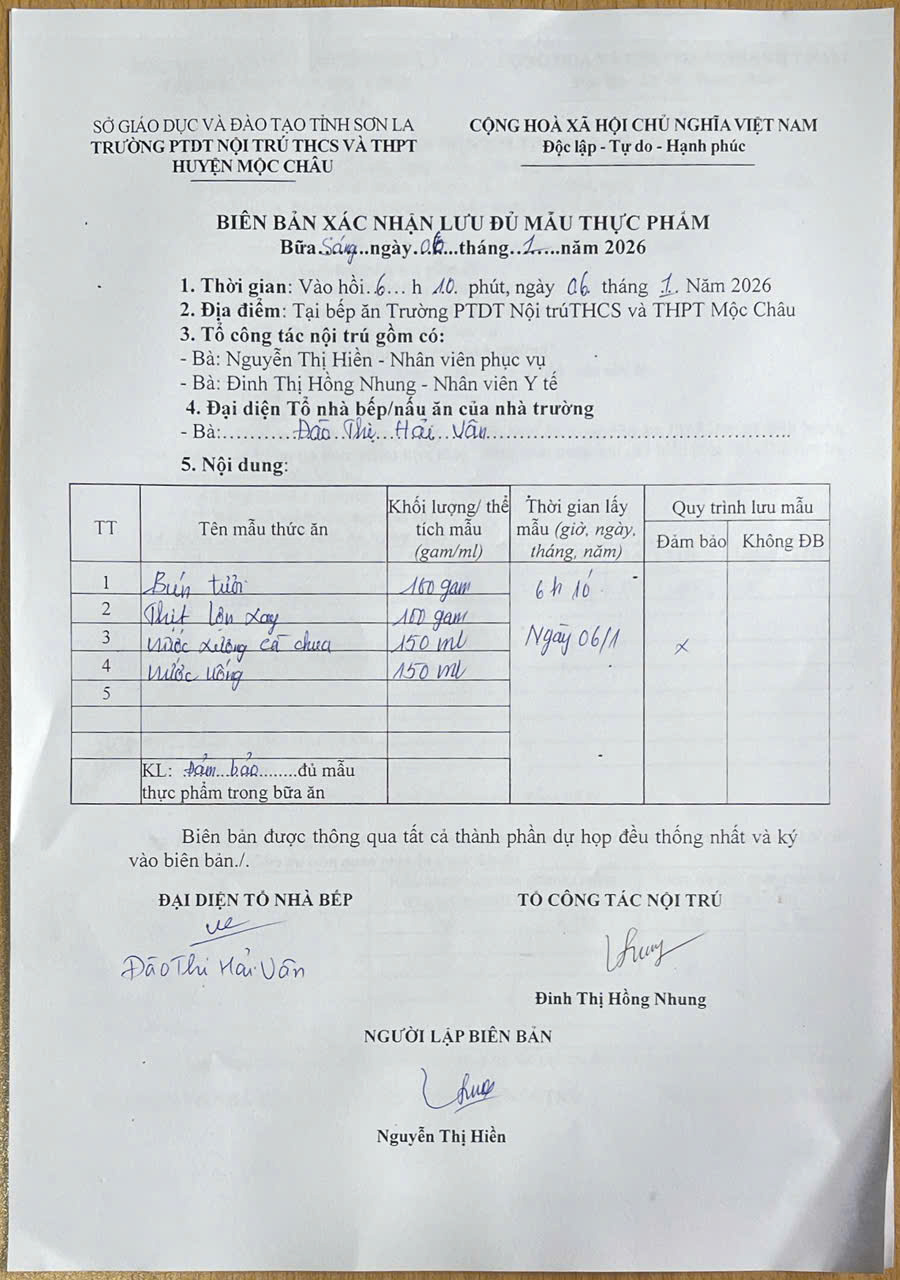 SỞ GIÁO DỤC VÀ ĐÀO TẠO TỈNH SƠN LA
TRƯỜNG PTDT NỘI TRÚ THCS VÀ THPT
HUYỆN MỘC CHÂU
CỘNG HOÀ XÃ HỘI CHỦ NGHĨA VIỆT NAM
Độc lập - Tự do - Hạnh phúc
BIÊN BẢN XÁC NHẬN LƯU ĐỦ MẪU THỰC PHẨM
Bữa Sáng ngày 06 tháng 1 năm 2026
1. Thời gian: Vào hồi 6 h 10 phút, ngày 06 tháng 1. Năm 2026
2. Địa điểm: Tại bếp ăn Trường PTDT Nội trúTHCS và THPT Mộc Châu
3. Tổ công tác nội trú gồm có:
- Bà: Nguyễn Thị Hiền - Nhân viên phục vụ
- Bà: Đinh Thị Hồng Nhung - Nhân viên Y tế
4. Đại diện Tổ nhà bếp/nấu ăn của nhà trường
- Bà: Đào Thị Hải Vân
5. Nội dung:
TT Tên mẫu thức ăn Khối lượng/ thể tích mẫu (gam/ml) Thời gian lấy mẫu (giờ, ngày, tháng, năm) Quy trình lưu mẫu
Đảm bảo Không ĐB
1 Bún tươi 160 gam 6 h 10
2 Thịt lợn xay 100 gam
3 Nước xương cà chua 150 ml Ngày 06/1 x
4 Nước uống 150 ml
5
KL: Đảm bảo đủ mẫu
thực phẩm trong bữa ăn
Biên bản được thông qua tất cả thành phần dự họp đều thống nhất và ký
vào biên bản./.
ĐẠI DIỆN TỔ NHÀ BẾP
TỔ CÔNG TÁC NỘI TRÚ
Đào Thị Hải Vân
Đinh Thị Hồng Nhung
NGƯỜI LẬP BIÊN BẢN
Nguyễn Thị Hiền